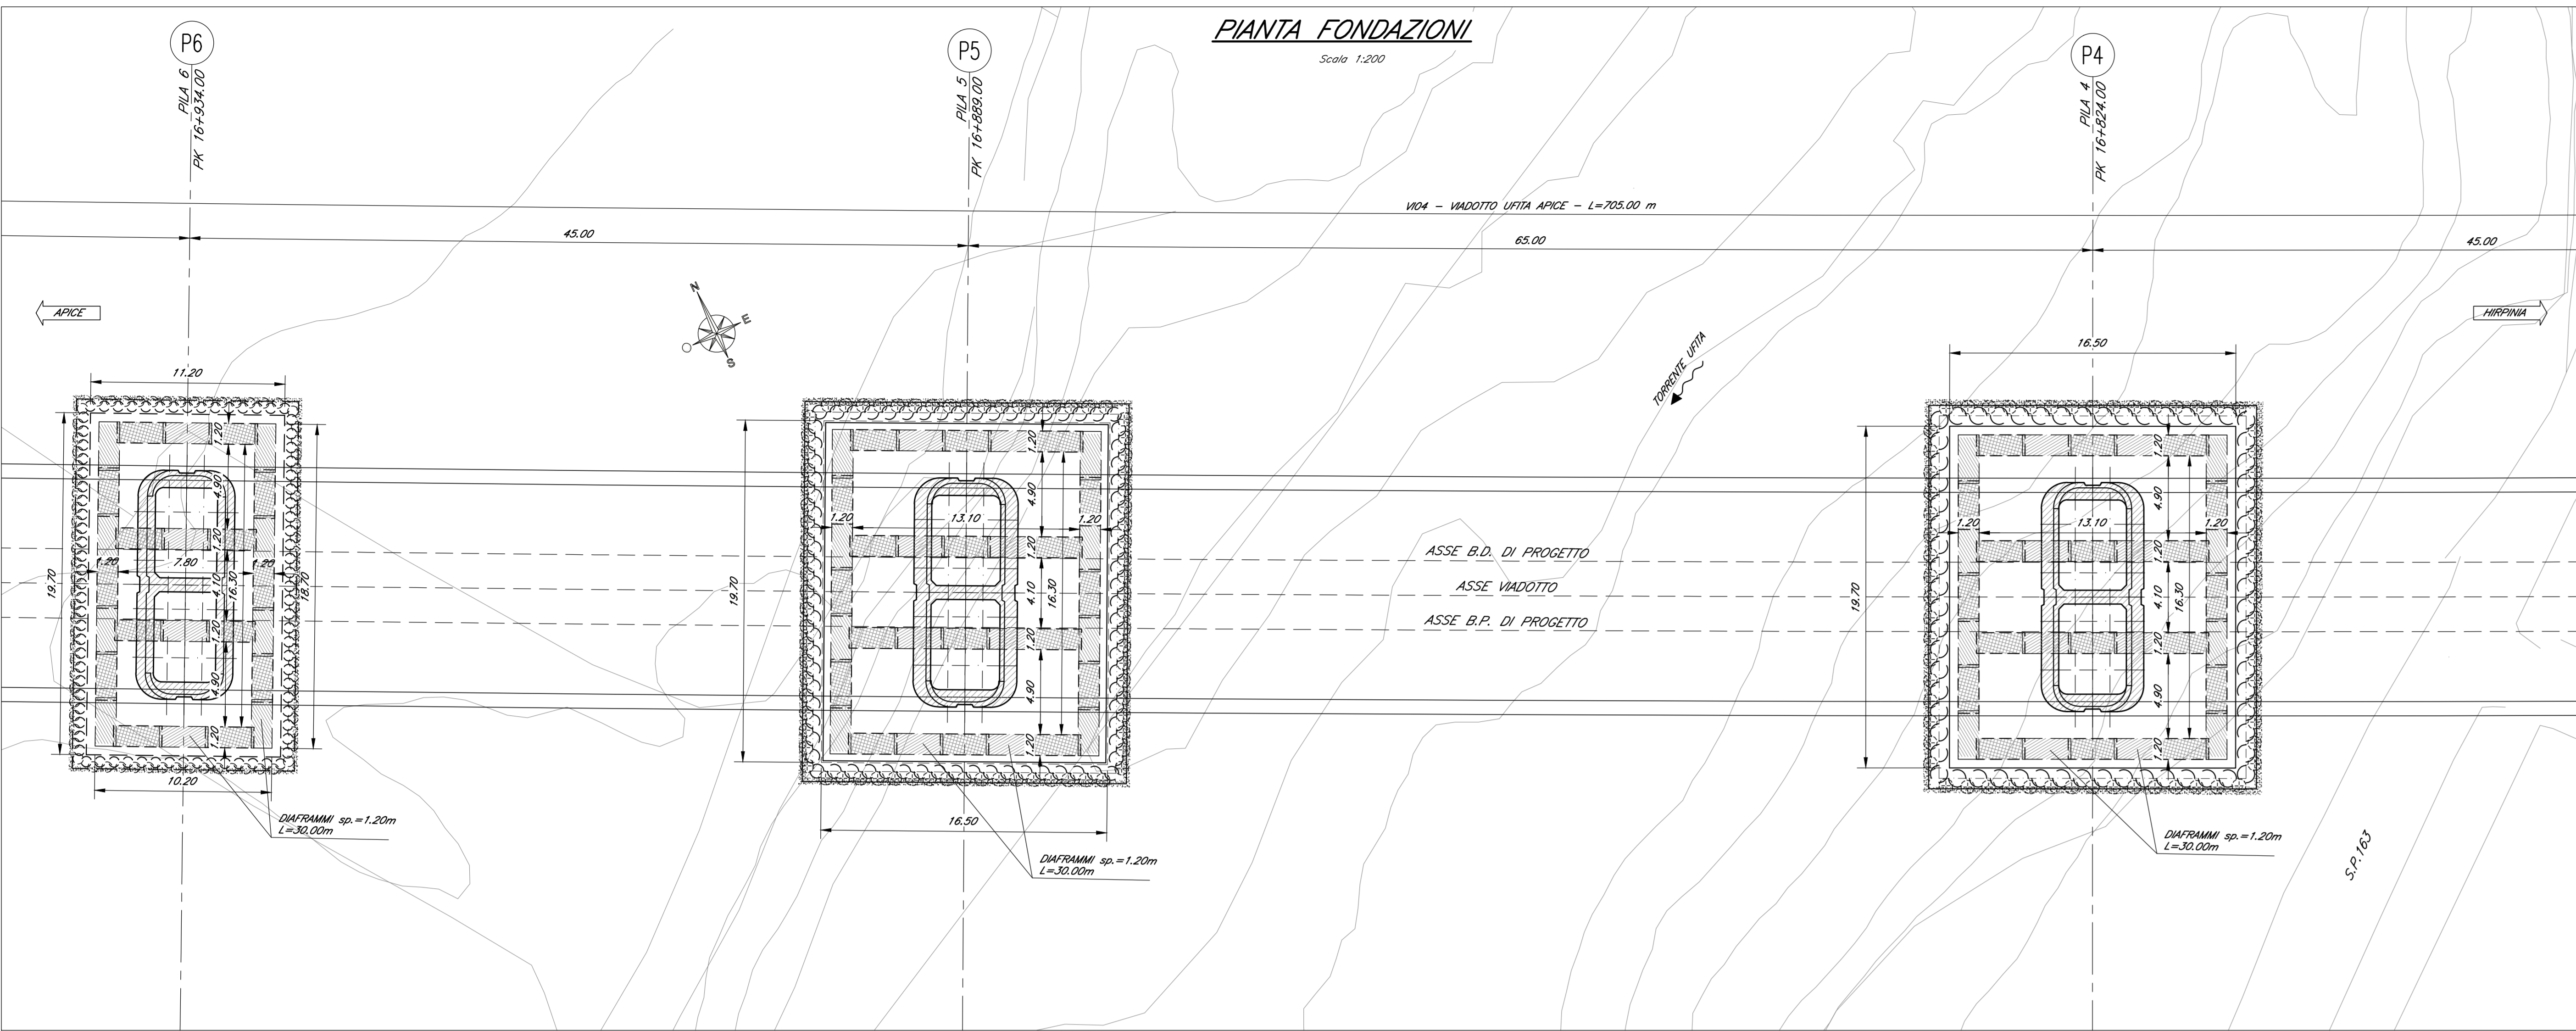 PIANTA FONDAZIONI
Scala 1:200
P6
PILA 6
PK 16+934.00
P5
PILA 5
PK 16+889.00
P4
PILA 4
PK 16+824.00
VI04 - VIADOTTO UFITA APICE - L=705.00 m
45.00
65.00
45.00
APICE
HIRPINIA
N
E
S
O
TORRENTE UFITA
11.20
1.20
4.90
1.20
1.20
7.80
1.20
4.10
16.30
18.70
19.70
1.20
4.90
1.20
10.20
DIAFRAMMI sp.=1.20m
L=30.00m
1.20
4.90
1.20
13.10
1.20
1.20
4.10
16.30
19.70
1.20
4.90
1.20
16.50
DIAFRAMMI sp.=1.20m
L=30.00m
ASSE B.D. DI PROGETTO
ASSE VIADOTTO
ASSE B.P. DI PROGETTO
16.50
1.20
4.90
1.20
13.10
1.20
1.20
4.10
16.30
19.70
1.20
4.90
1.20
DIAFRAMMI sp.=1.20m
L=30.00m
S.P.163